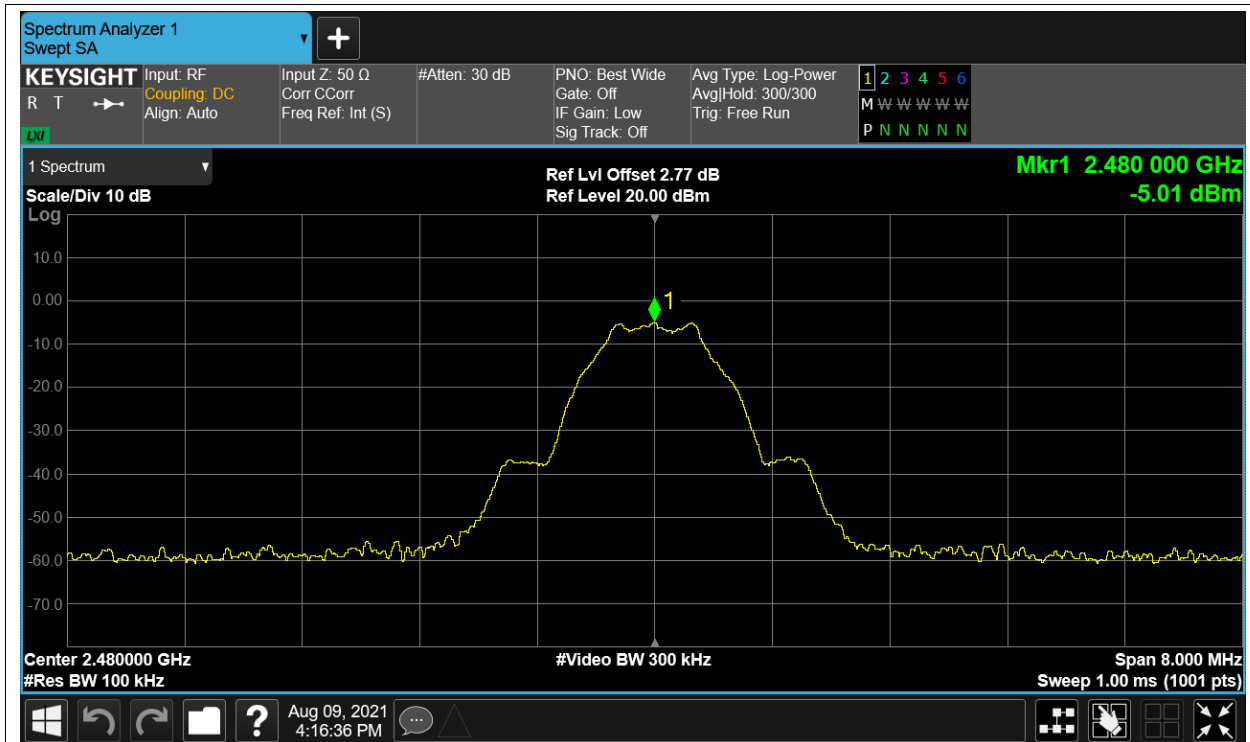 Spectrum Analyzer 1
Swept SA
KEYSIGHT
R T
LXI
Input: RF
Coupling: DC
Align: Auto
Input Z: 50 Ω
Corr CCorr
Freq Ref: Int (S)
#Atten: 30 dB
PNO: Best Wide
Gate: Off
IF Gain: Low
Sig Track: Off
Avg Type: Log-Power
Avg|Hold: 300/300
Trig: Free Run
1 2 3 4 5 6
M W W W W W
P N N N N N
1 Spectrum
Scale/Div 10 dB
Ref Lvl Offset 2.77 dB
Ref Level 20.00 dBm
Mkr1 2.480 000 GHz
-5.01 dBm
Log
10.0
0.00
1
-10.0
-20.0
-30.0
-40.0
-50.0
-60.0
-70.0
Center 2.480000 GHz
#Video BW 300 kHz
Span 8.000 MHz
#Res BW 100 kHz
Sweep 1.00 ms (1001 pts)
?
Aug 09, 2021
4:16:36 PM